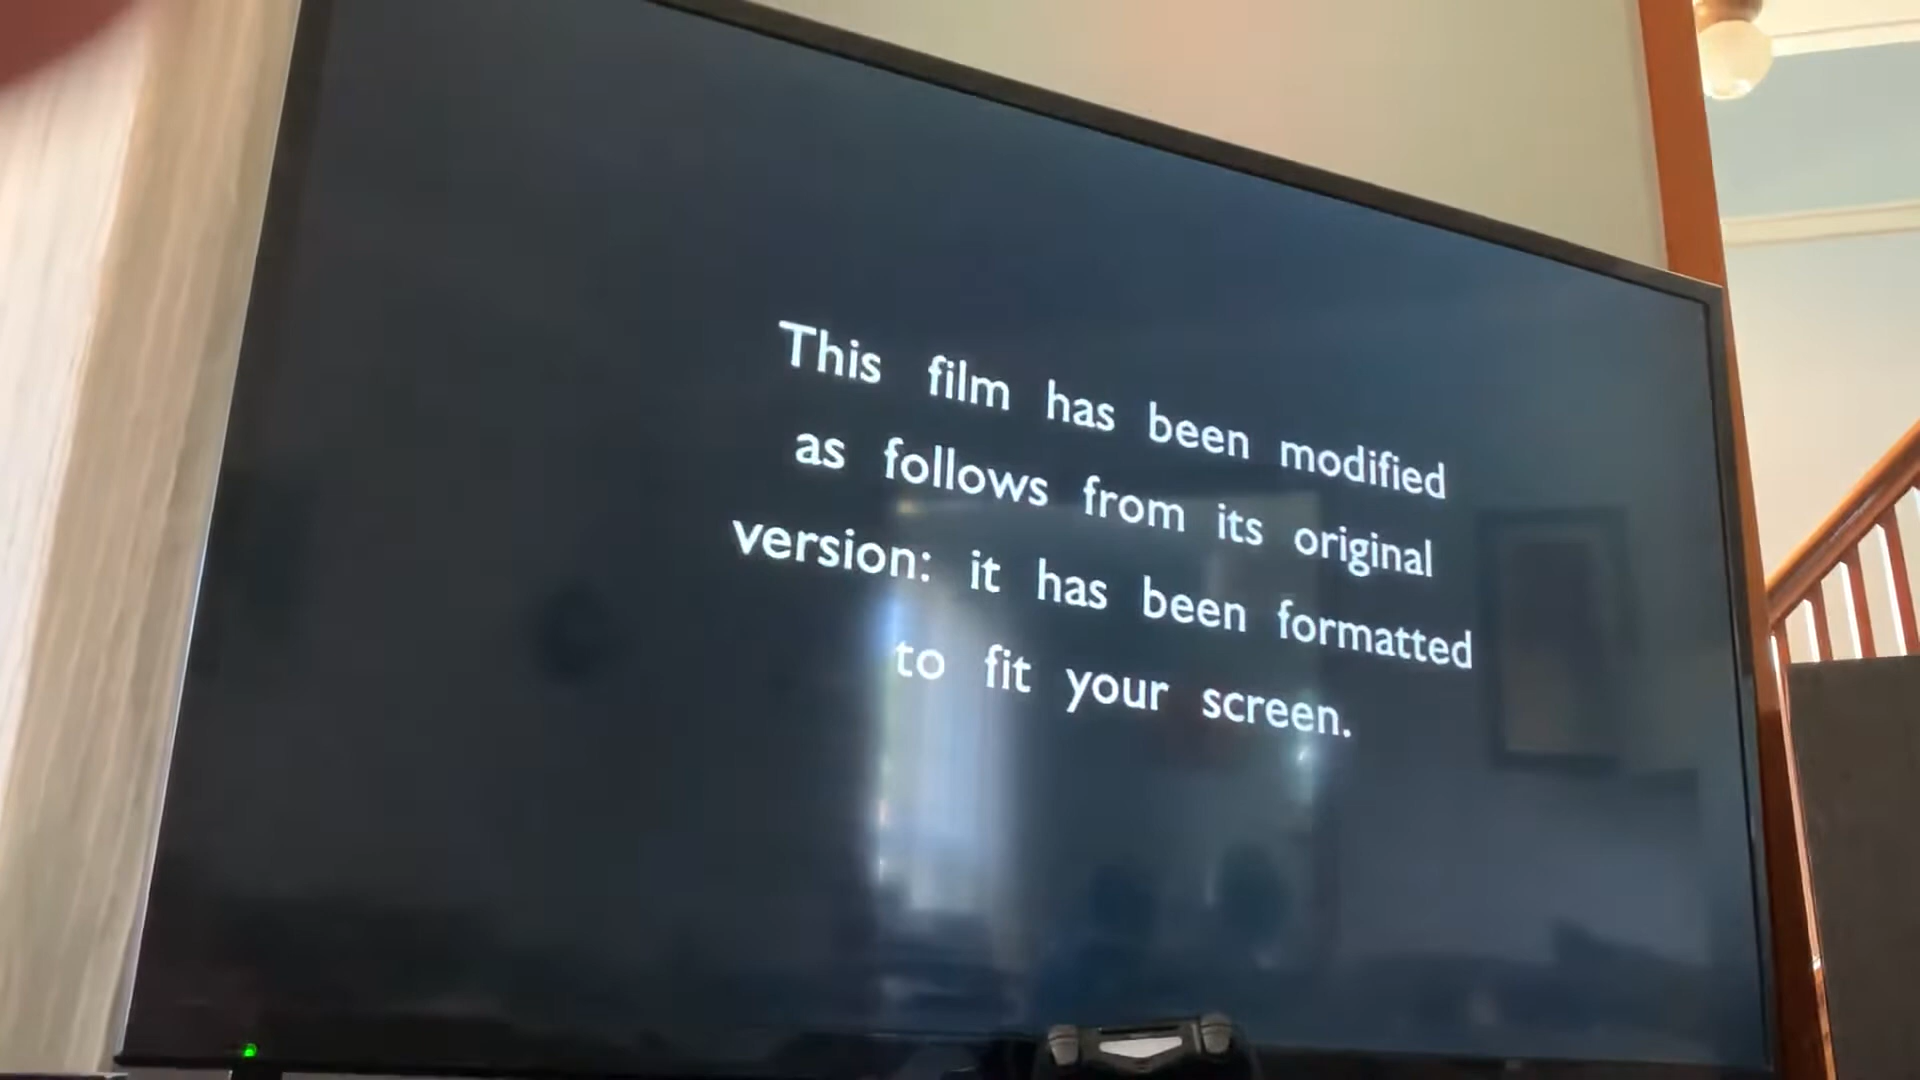 This film has been modified
as follows from its original
version: it has been formatted
to fit your screen.